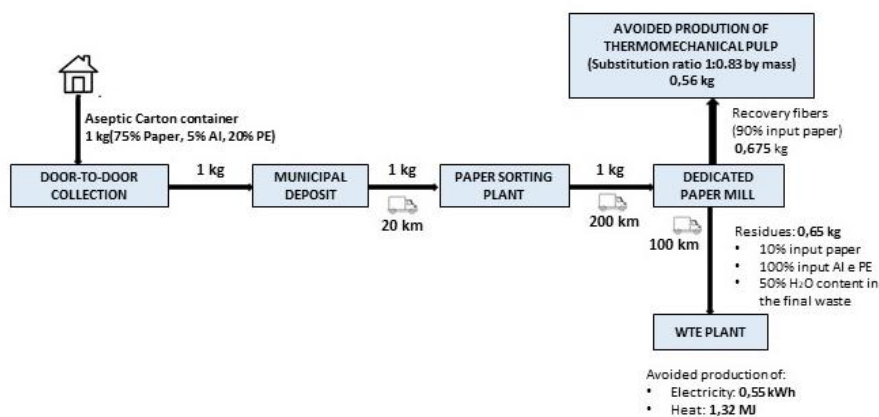 AVOIDED PRODUTION OF
THERMOMECHANICAL PULP
(Substitution ratio 1:0.83 by mass)
0,56 kg
Aseptic Carton container
1 kg(75% Paper, 5% Al, 20% PE)
Recovery fibers
(90% input paper)
0,675 kg
DOOR-TO-DOOR
COLLECTION
1 kg
MUNICIPAL
DEPOSIT
1 kg
20 km
PAPER SORTING
PLANT
1 kg
200 km
DEDICATED
PAPER MILL
100 km
Residues: 0,65 kg
• 10% input paper
• 100% input Al e PE
• 50% H₂O content in
the final waste
WTE PLANT
Avoided production of:
• Electricity: 0,55 kWh
• Heat: 1,32 MJ